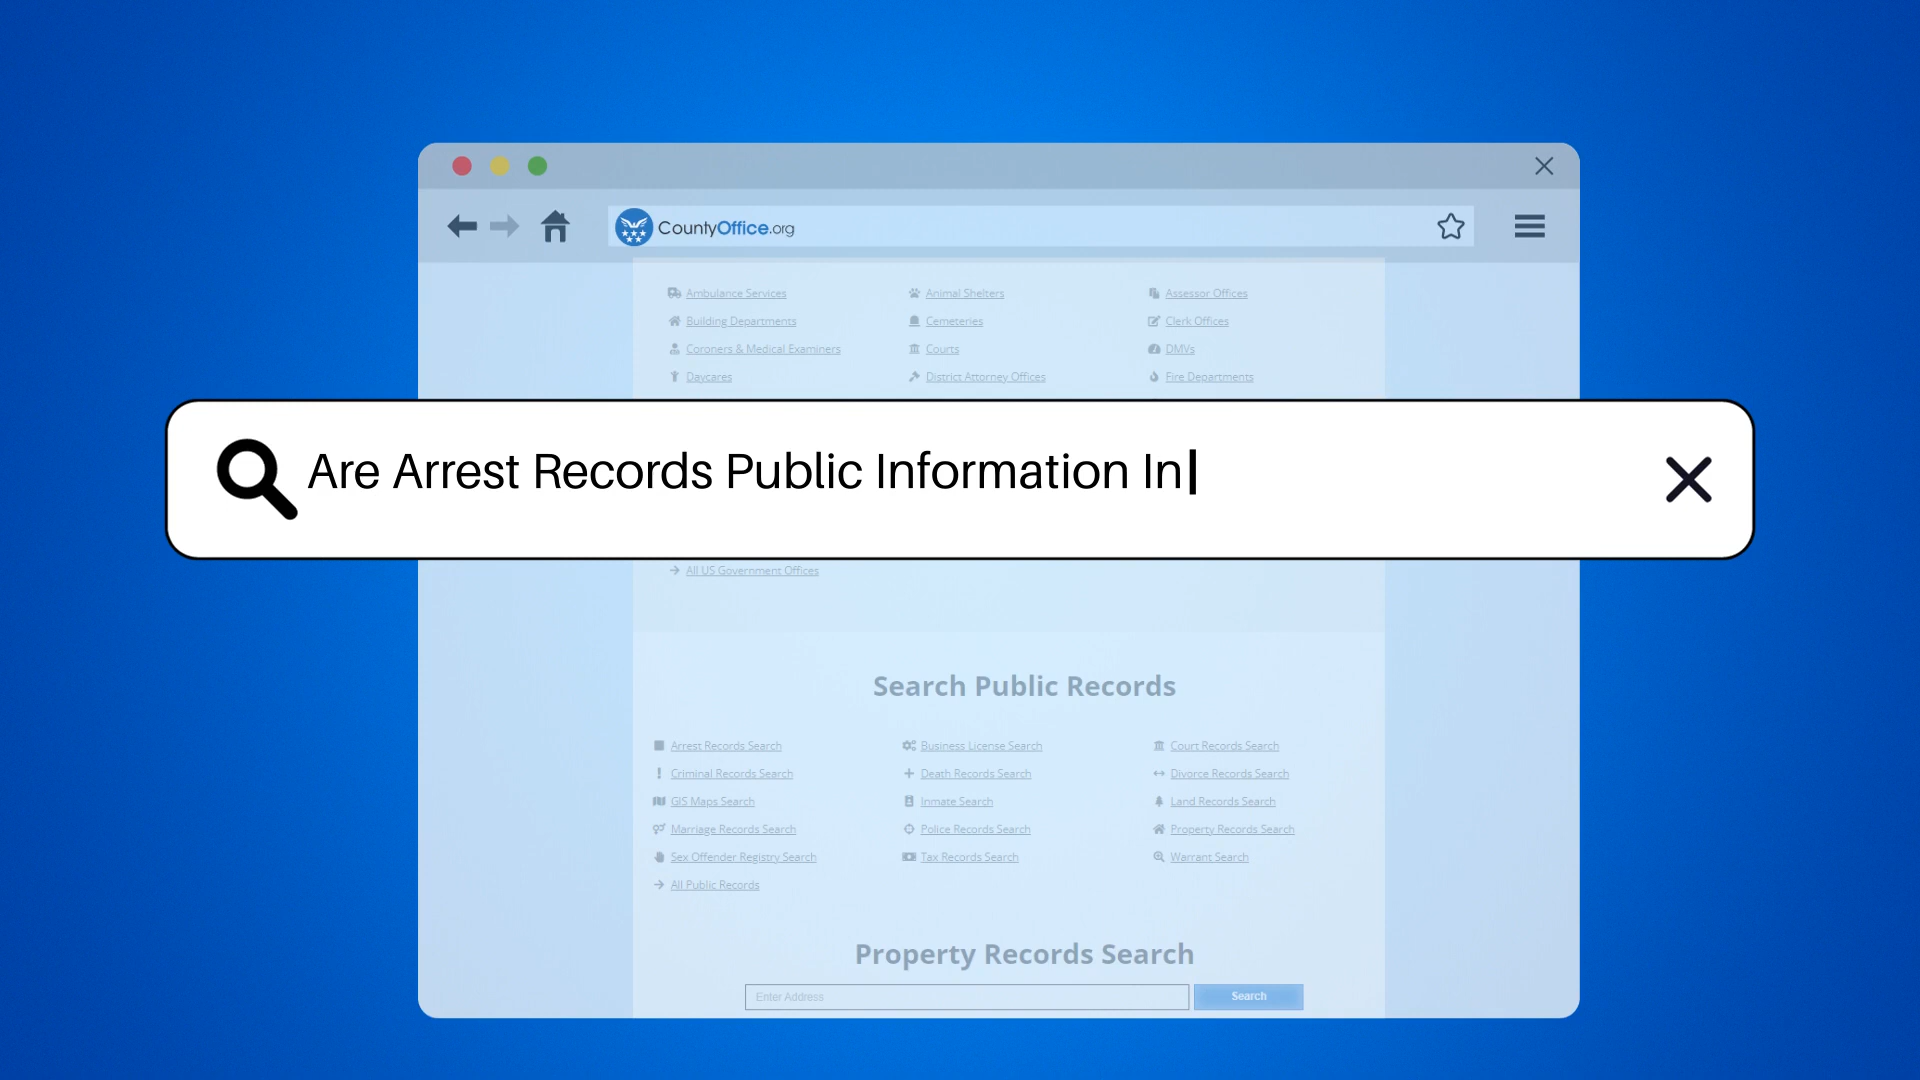 CountyOffice.org
Ambulance Services Animal Shelters Assessor Offices
Building Departments Cemeteries Clerk Offices
Coroners & Medical Examiners Courts DMVs
Daycares District Attorney Offices Fire Departments
Are Arrest Records Public Information In
All US Government Offices
Search Public Records
Arrest Records Search Business License Search Court Records Search
Criminal Records Search Death Records Search Divorce Records Search
GIS Maps Search Inmate Search Land Records Search
Marriage Records Search Police Records Search Property Records Search
Sex Offender Registry Search Tax Records Search Warrant Search
All Public Records
Property Records Search
Enter Address Search